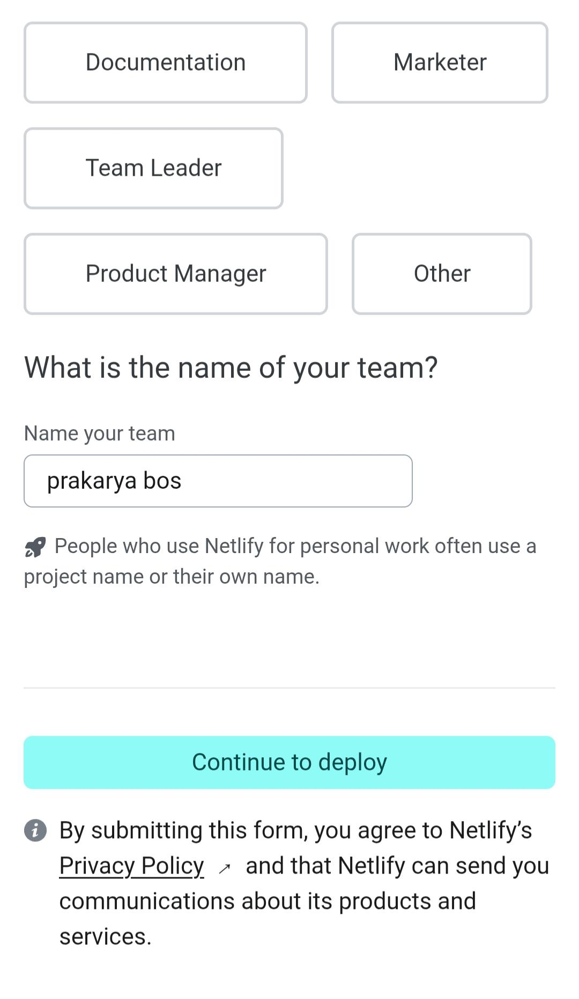 Documentation
Marketer
Team Leader
Product Manager
Other
What is the name of your team?
Name your team
prakarya bos
People who use Netlify for personal work often use a
project name or their own name.
Continue to deploy
By submitting this form, you agree to Netlify’s
Privacy Policy ↗ and that Netlify can send you
communications about its products and
services.